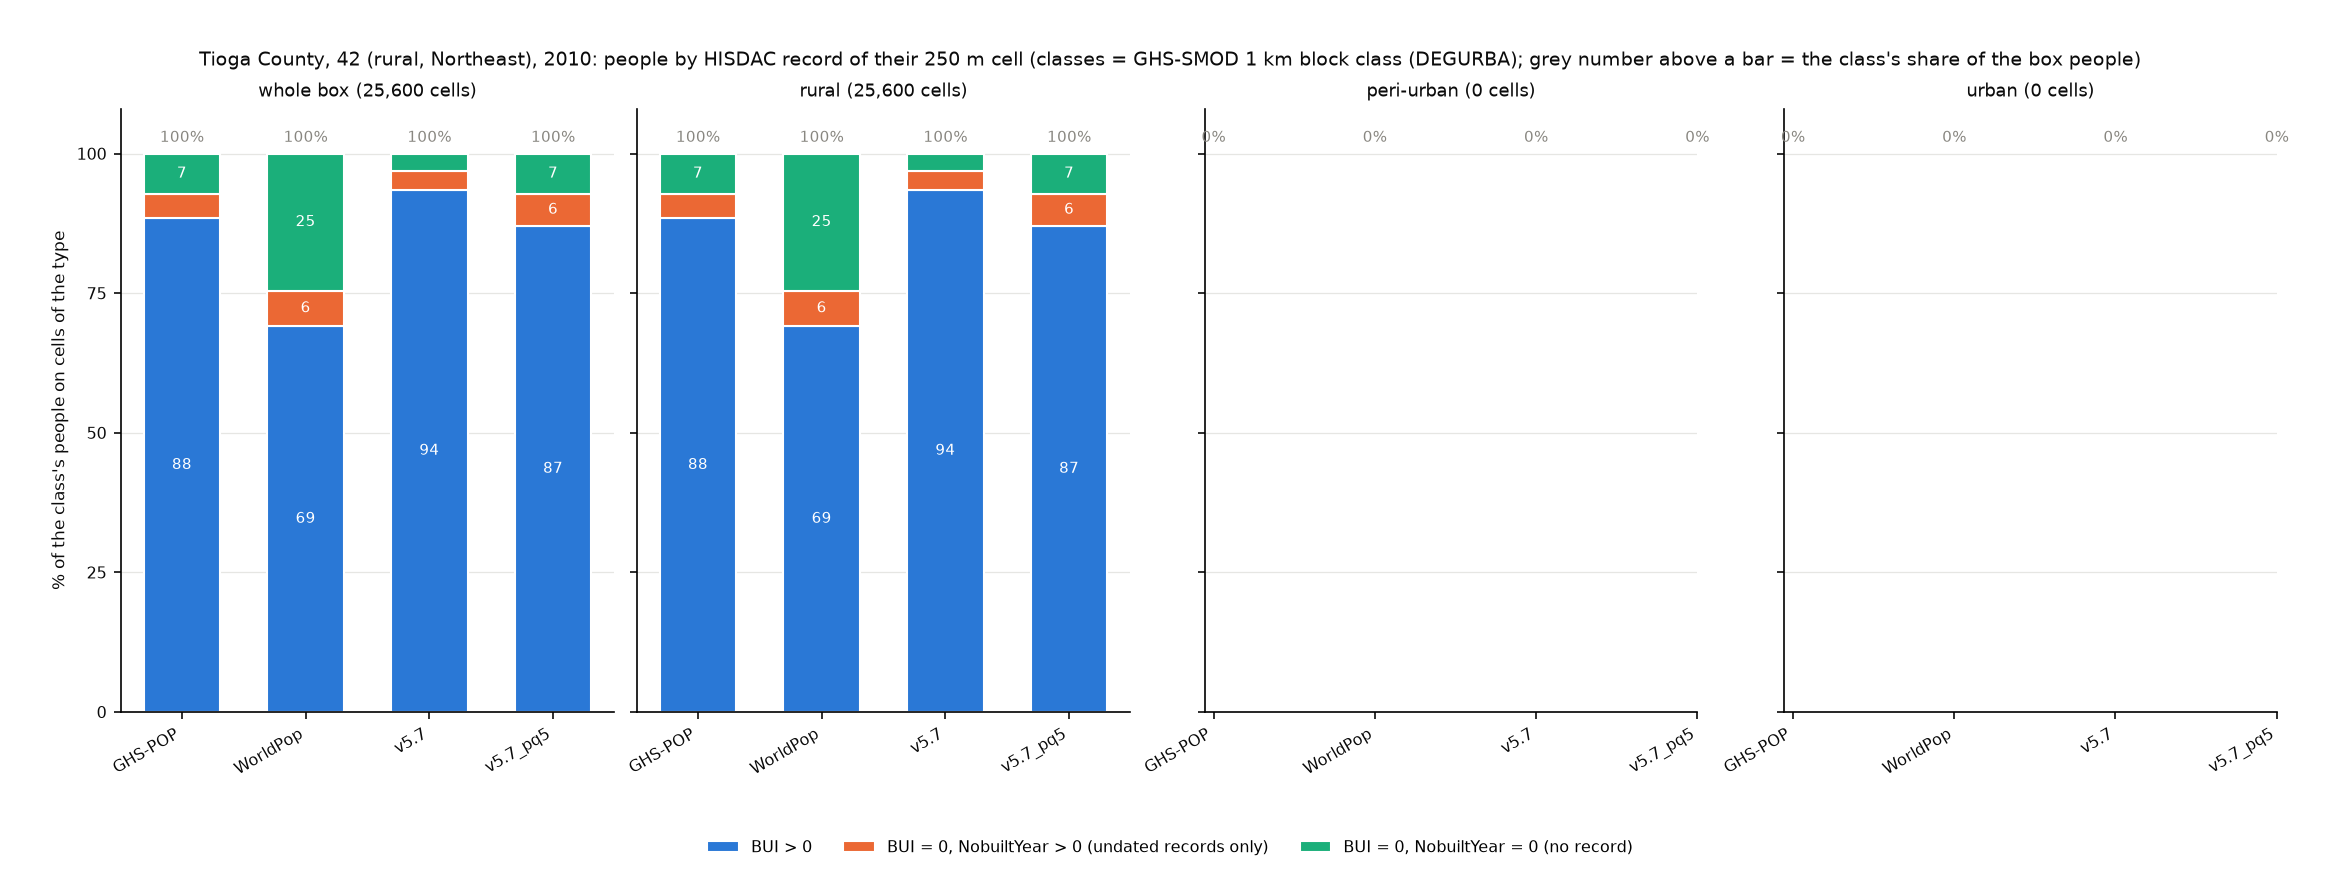 Tioga County, 42 (rural, Northeast), 2010: people by HISDAC record of their 250 m cell (classes = GHS-SMOD 1 km block class (DEGURBA); grey number above a bar = the class's share of the box people)
whole box (25,600 cells)
rural (25,600 cells)
peri-urban (0 cells)
urban (0 cells)
% of the class's people on cells of the type
100
75
50
25
0
100% 100% 100% 100%
7 25 7
6 6
88 69 94 87
GHS-POP WorldPop v5.7 v5.7_pq5
100% 100% 100% 100%
7 25 7
6 6
88 69 94 87
GHS-POP WorldPop v5.7 v5.7_pq5
0% 0% 0% 0%
GHS-POP WorldPop v5.7 v5.7_pq5
0% 0% 0% 0%
GHS-POP WorldPop v5.7 v5.7_pq5
BUI > 0
BUI = 0, NobuiltYear > 0 (undated records only)
BUI = 0, NobuiltYear = 0 (no record)